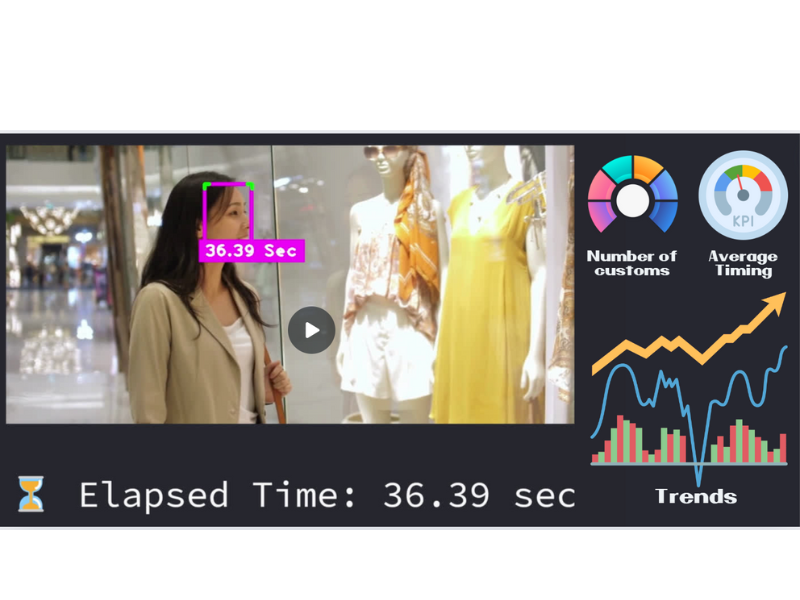 36.39 Sec
Elapsed Time: 36.39 sec
KPI
Number of
customs
Average
Timing
Trends